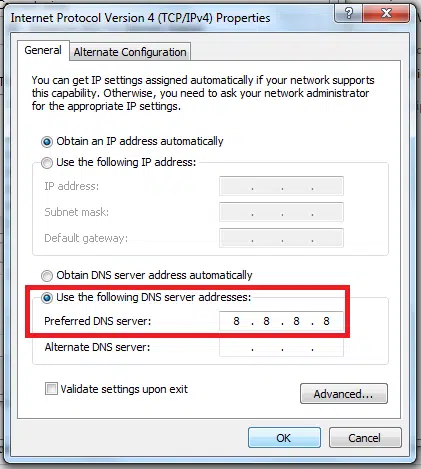 Internet Protocol Version 4 (TCP/IPv4) Properties
?
General
Alternate Configuration
You can get IP settings assigned automatically if your network supports
this capability. Otherwise, you need to ask your network administrator
for the appropriate IP settings.
Obtain an IP address automatically
Use the following IP address:
IP address: . . .
Subnet mask: . . .
Default gateway: . . .
Obtain DNS server address automatically
Use the following DNS server addresses:
Preferred DNS server: 8 . 8 . 8 . 8
Alternate DNS server: . . .
Validate settings upon exit
Advanced...
OK
Cancel